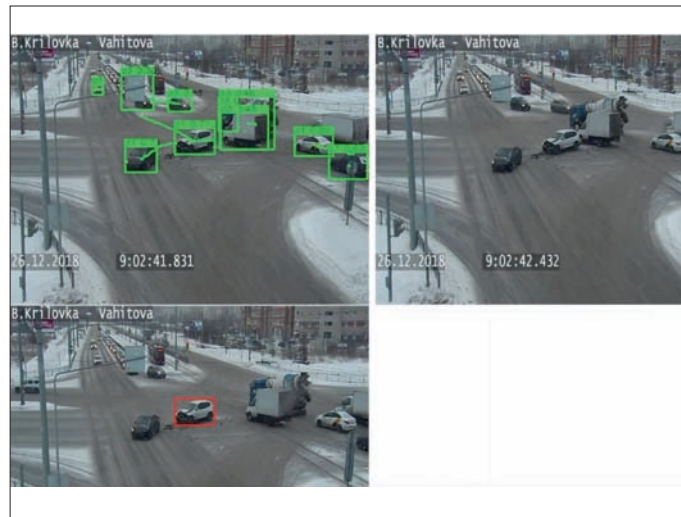 B.Krilovka - Vahitova
26.12.2018 9:02:41.831
B.Krilovka - Vahitova
26.12.2018 9:02:42.432
B.Krilovka - Vahitova